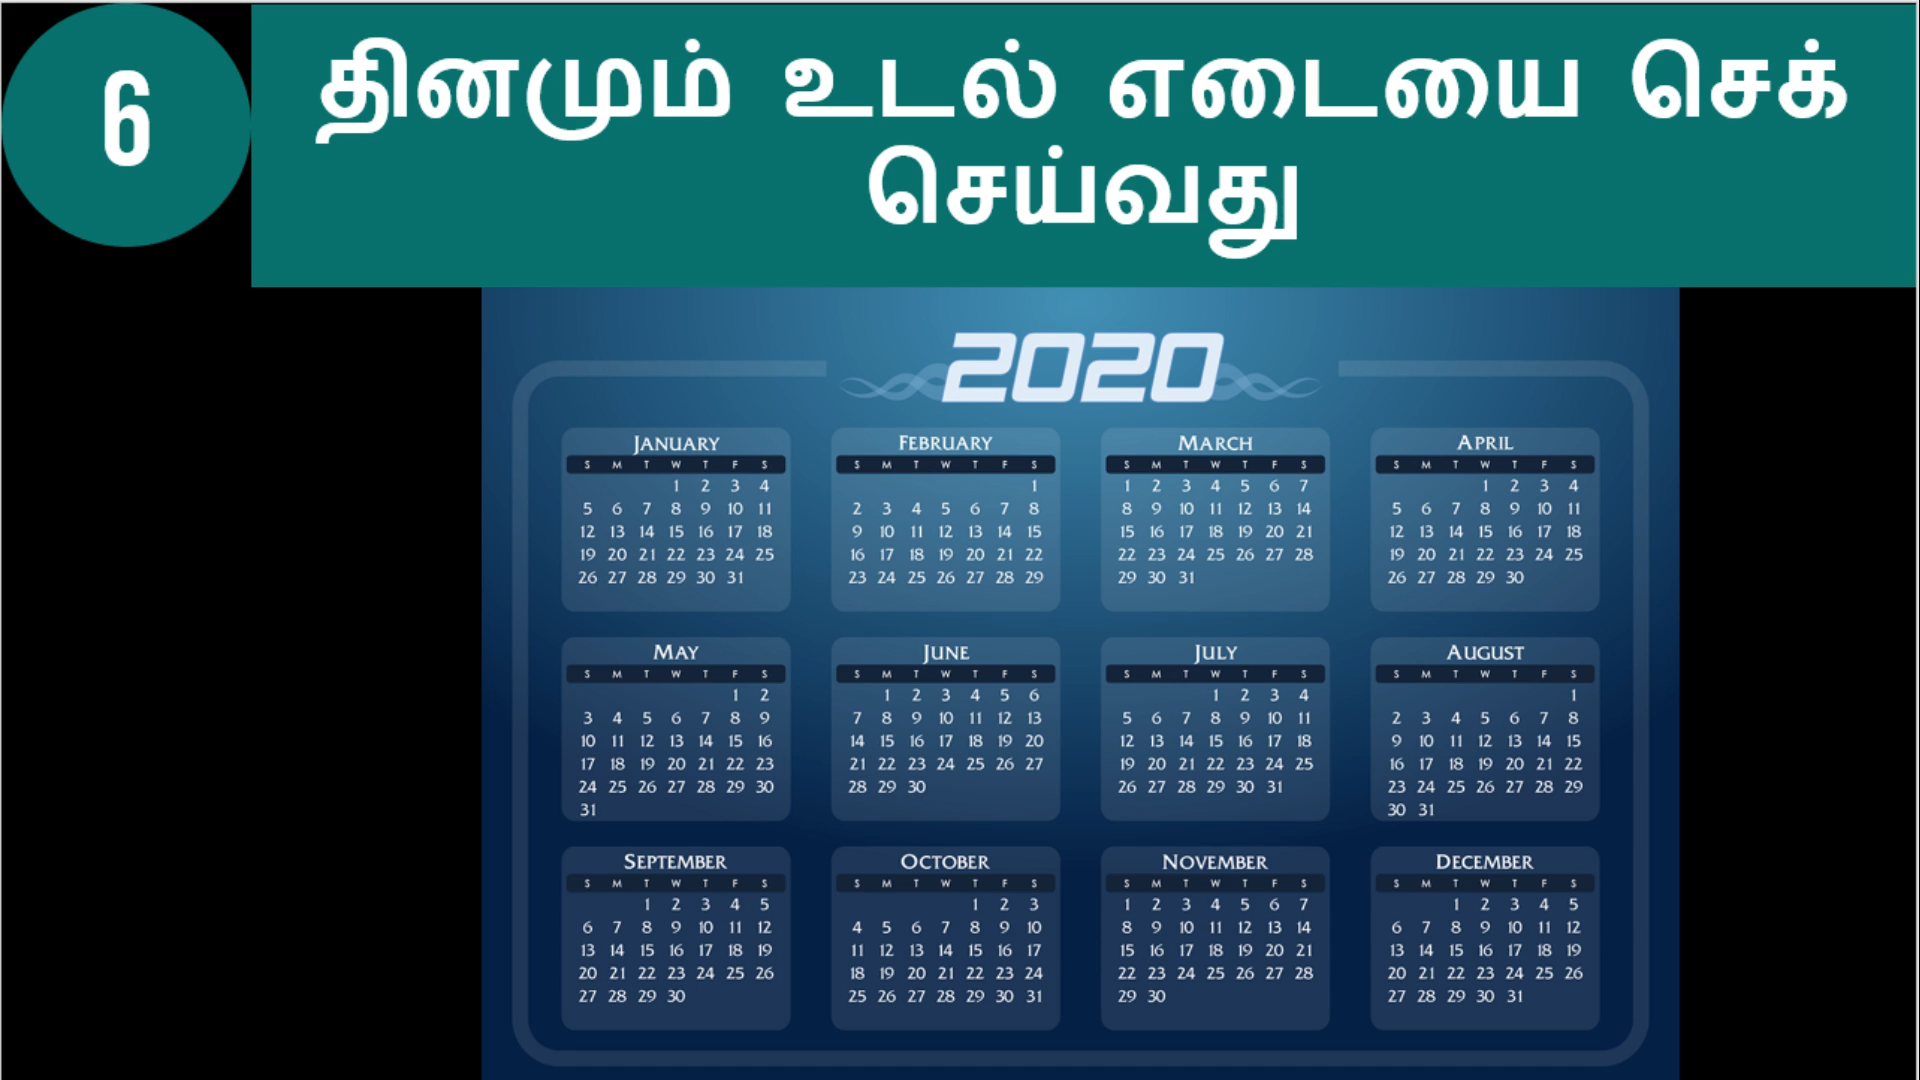 6
தினமும் உடல் எடையை செக்
செய்வது
2020
JANUARY
S M T W T F S
1 2 3 4
5 6 7 8 9 10 11
12 13 14 15 16 17 18
19 20 21 22 23 24 25
26 27 28 29 30 31
FEBRUARY
S M T W T F S
1
2 3 4 5 6 7 8
9 10 11 12 13 14 15
16 17 18 19 20 21 22
23 24 25 26 27 28 29
MARCH
S M T W T F S
1 2 3 4 5 6 7
8 9 10 11 12 13 14
15 16 17 18 19 20 21
22 23 24 25 26 27 28
29 30 31
APRIL
S M T W T F S
1 2 3 4
5 6 7 8 9 10 11
12 13 14 15 16 17 18
19 20 21 22 23 24 25
26 27 28 29 30
MAY
S M T W T F S
1 2
3 4 5 6 7 8 9
10 11 12 13 14 15 16
17 18 19 20 21 22 23
24 25 26 27 28 29 30
31
JUNE
S M T W T F S
1 2 3 4 5 6
7 8 9 10 11 12 13
14 15 16 17 18 19 20
21 22 23 24 25 26 27
28 29 30
JULY
S M T W T F S
1 2 3 4
5 6 7 8 9 10 11
12 13 14 15 16 17 18
19 20 21 22 23 24 25
26 27 28 29 30 31
AUGUST
S M T W T F S
1
2 3 4 5 6 7 8
9 10 11 12 13 14 15
16 17 18 19 20 21 22
23 24 25 26 27 28 29
30 31
SEPTEMBER
S M T W T F S
1 2 3 4 5
6 7 8 9 10 11 12
13 14 15 16 17 18 19
20 21 22 23 24 25 26
27 28 29 30
OCTOBER
S M T W T F S
1 2 3
4 5 6 7 8 9 10
11 12 13 14 15 16 17
18 19 20 21 22 23 24
25 26 27 28 29 30 31
NOVEMBER
S M T W T F S
1 2 3 4 5 6 7
8 9 10 11 12 13 14
15 16 17 18 19 20 21
22 23 24 25 26 27 28
29 30
DECEMBER
S M T W T F S
1 2 3 4 5
6 7 8 9 10 11 12
13 14 15 16 17 18 19
20 21 22 23 24 25 26
27 28 29 30 31